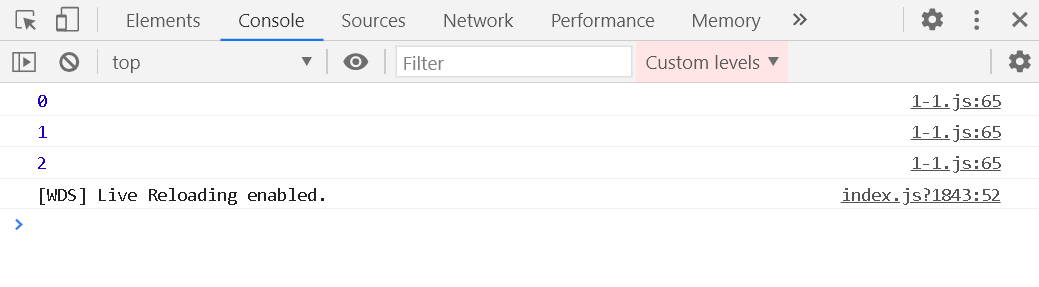 Elements Console Sources Network Performance Memory »
top ▼ Filter Custom levels ▼
0 1-1.js:65
1 1-1.js:65
2 1-1.js:65
[WDS] Live Reloading enabled. index.js?1843:52
>